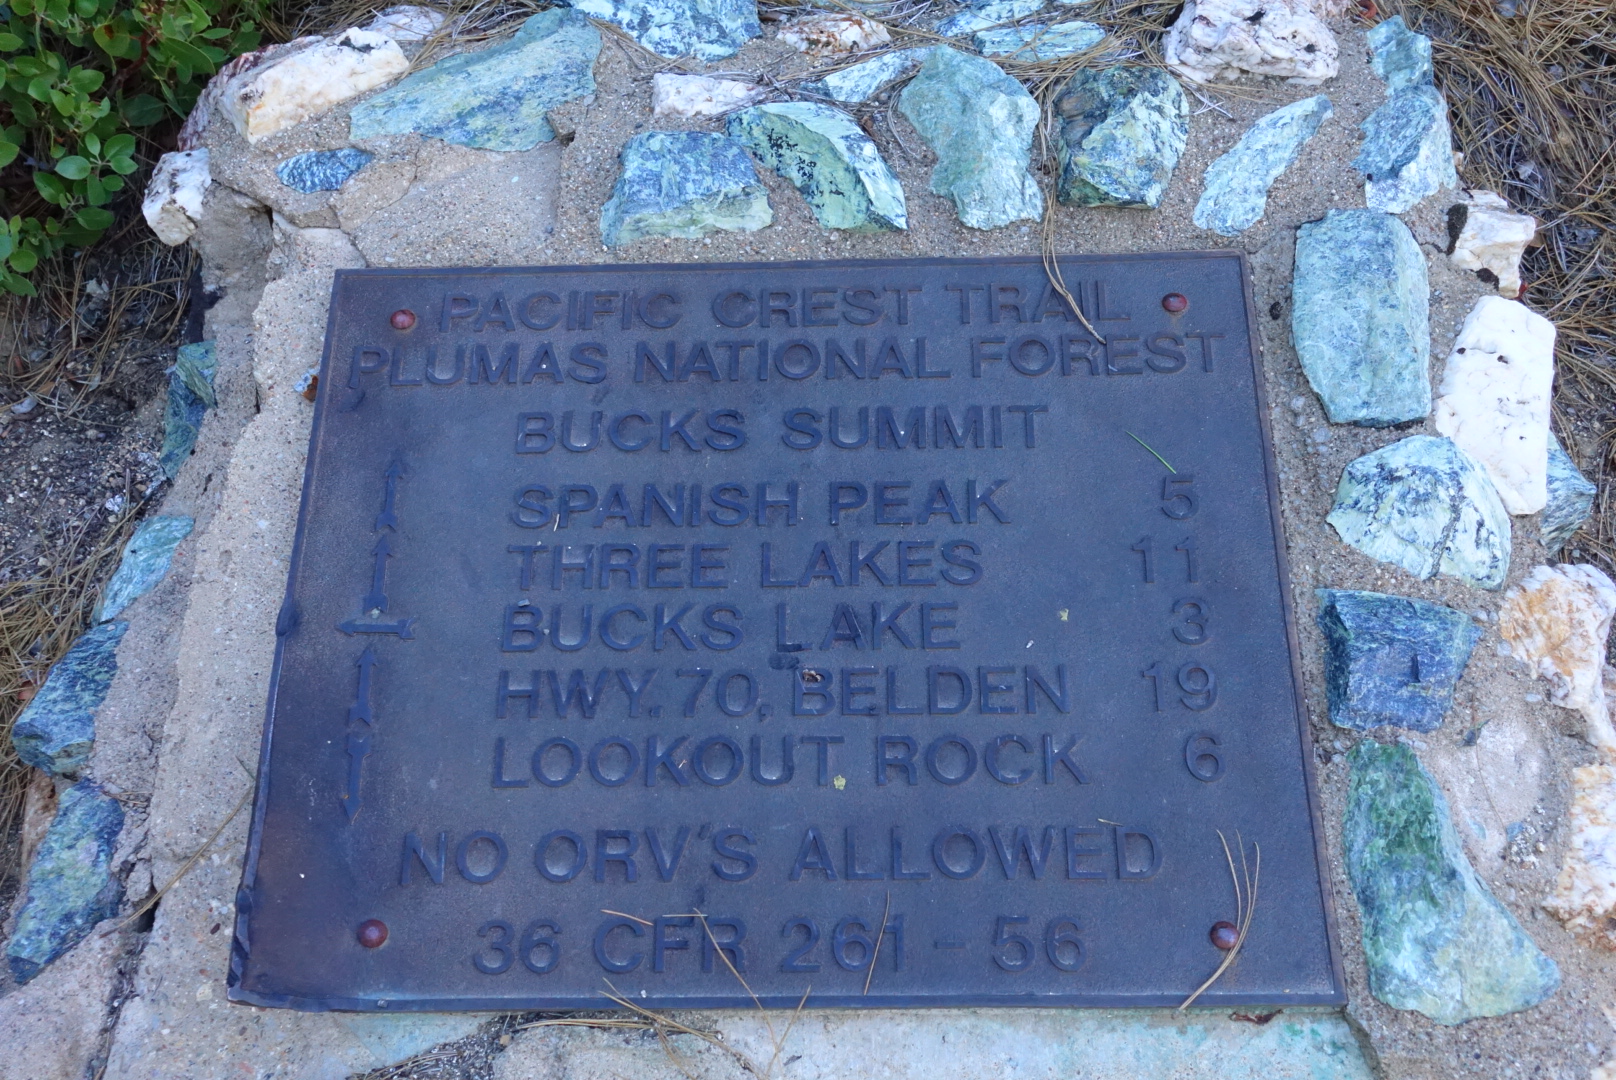 PACIFIC CREST TRAIL
PLUMAS NATIONAL FOREST
BUCKS SUMMIT
SPANISH PEAK 5
THREE LAKES 11
BUCKS LAKE 3
HWY. 70, BELDEN 19
LOOKOUT ROCK 6
NO ORV'S ALLOWED
36 CFR 261-56